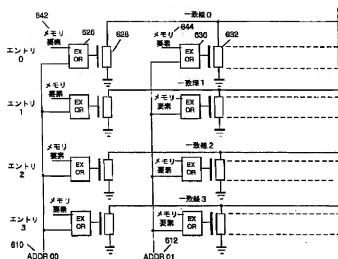 642
626
628
一致線0
644
630
632
メモリ
要素
EX
OR
メモリ
要素
EX
OR
エントリ
0
一致線1
メモリ
要素
EX
OR
メモリ
要素
EX
OR
エントリ
1
一致線2
メモリ
要素
EX
OR
メモリ
要素
EX
OR
エントリ
2
一致線3
メモリ
要素
EX
OR
メモリ
要素
EX
OR
エントリ
3
610
ADDR 00
612
ADDR 01